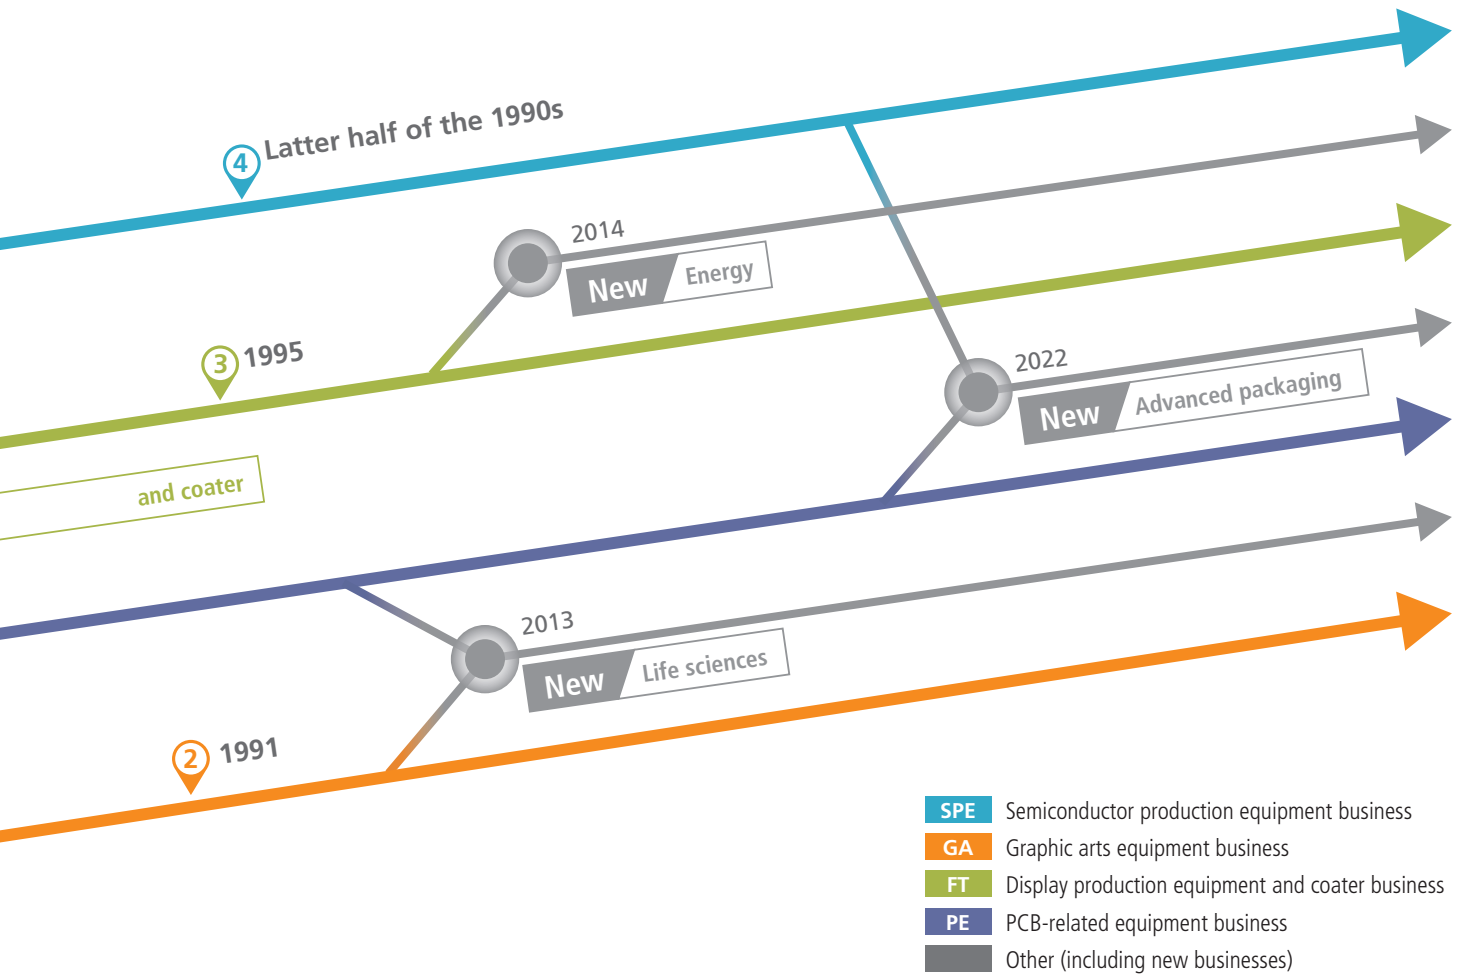 4 Latter half of the 1990s
2014
New Energy
3 1995
2022
New Advanced packaging
and coater
2013
New Life sciences
2 1991
SPE Semiconductor production equipment business
GA Graphic arts equipment business
FT Display production equipment and coater business
PE PCB-related equipment business
Other (including new businesses)